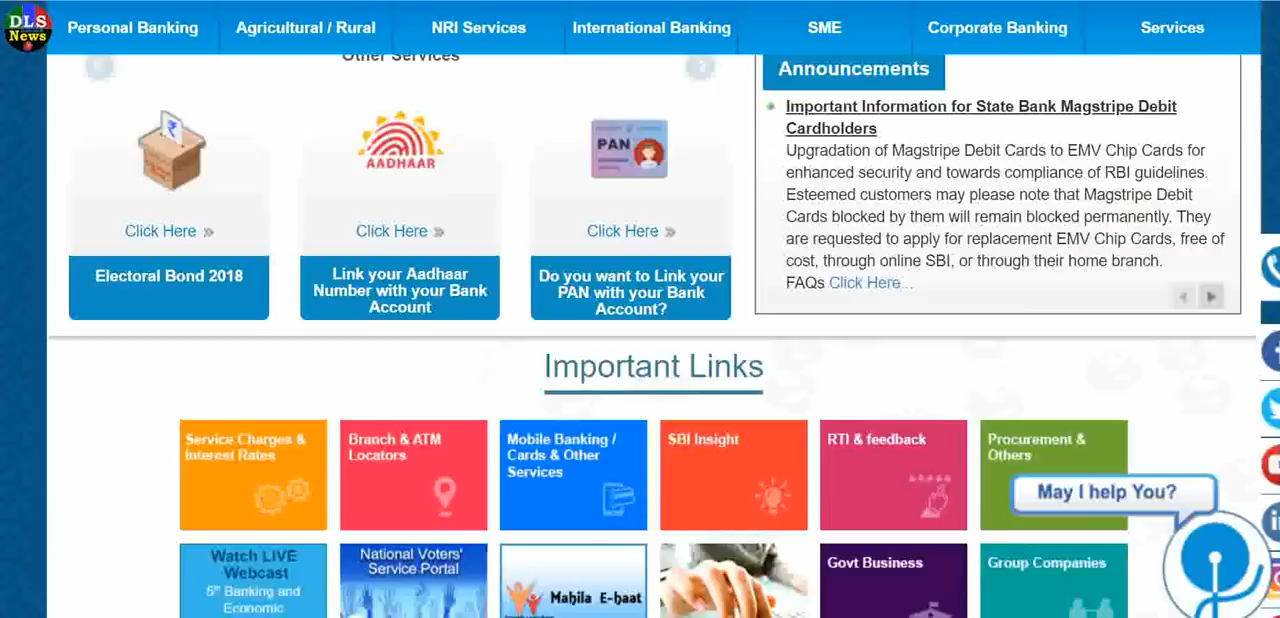 DLS
News
Personal Banking
Agricultural / Rural
NRI Services
International Banking
SME
Corporate Banking
Services
Other Services
₹
AADHAAR
PAN
Click Here »
Click Here »
Click Here »
Electoral Bond 2018
Link your Aadhaar
Number with your Bank
Account
Do you want to Link your
PAN with your Bank
Account?
Announcements
Important Information for State Bank Magstripe Debit
Cardholders
Upgradation of Magstripe Debit Cards to EMV Chip Cards for
enhanced security and towards compliance of RBI guidelines.
Esteemed customers may please note that Magstripe Debit
Cards blocked by them will remain blocked permanently. They
are requested to apply for replacement EMV Chip Cards, free of
cost, through online SBI, or through their home branch.
FAQs Click Here...
Important Links
Service Charges &
Interest Rates
Branch & ATM
Locators
Mobile Banking /
Cards & Other
Services
SBI Insight
RTI & feedback
Procurement &
Others
May I help You?
Watch LIVE
Webcast
5th Banking and
Economic
National Voters'
Service Portal
Mahila E-haat
Govt Business
Group Companies